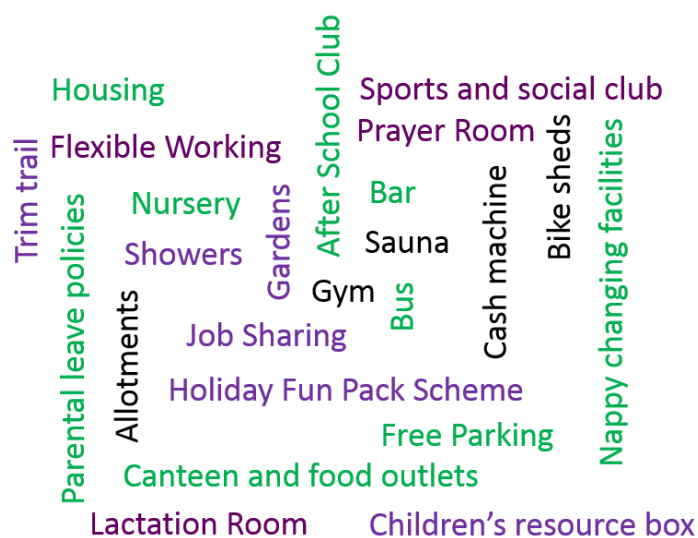 Housing
After School Club
Sports and social club
Trim trail
Flexible Working
Prayer Room
Bike sheds
Nappy changing facilities
Parental leave policies
Nursery
Gardens
Bar
Cash machine
Showers
Sauna
Gym
Bus
Allotments
Job Sharing
Holiday Fun Pack Scheme
Free Parking
Canteen and food outlets
Lactation Room
Children’s resource box